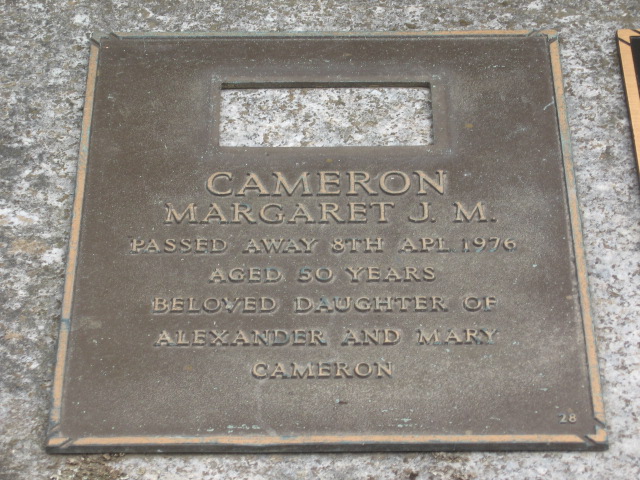 CAMERON
MARGARET J. M.
PASSED AWAY 8TH APL. 1976
AGED 50 YEARS
BELOVED DAUGHTER OF
ALEXANDER AND MARY
CAMERON
28